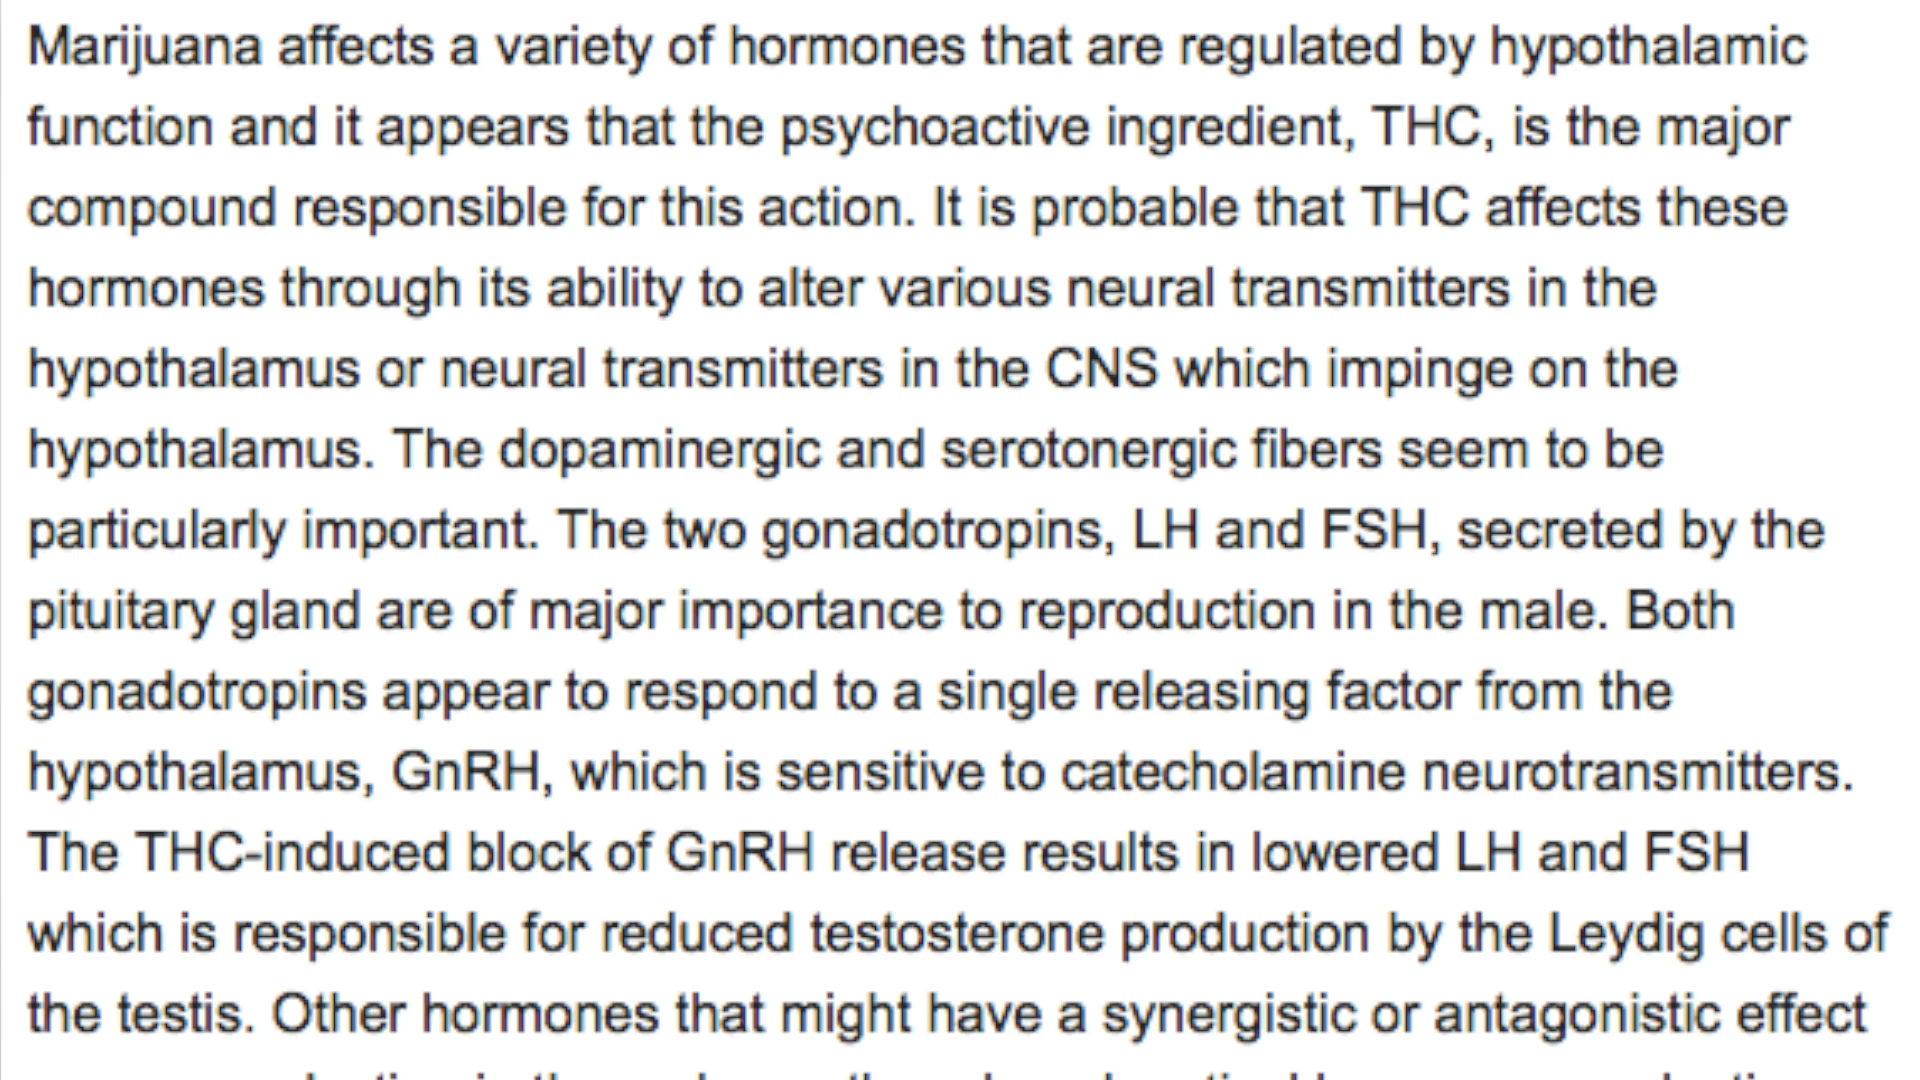 Marijuana affects a variety of hormones that are regulated by hypothalamic
function and it appears that the psychoactive ingredient, THC, is the major
compound responsible for this action. It is probable that THC affects these
hormones through its ability to alter various neural transmitters in the
hypothalamus or neural transmitters in the CNS which impinge on the
hypothalamus. The dopaminergic and serotonergic fibers seem to be
particularly important. The two gonadotropins, LH and FSH, secreted by the
pituitary gland are of major importance to reproduction in the male. Both
gonadotropins appear to respond to a single releasing factor from the
hypothalamus, GnRH, which is sensitive to catecholamine neurotransmitters.
The THC-induced block of GnRH release results in lowered LH and FSH
which is responsible for reduced testosterone production by the Leydig cells of
the testis. Other hormones that might have a synergistic or antagonistic effect